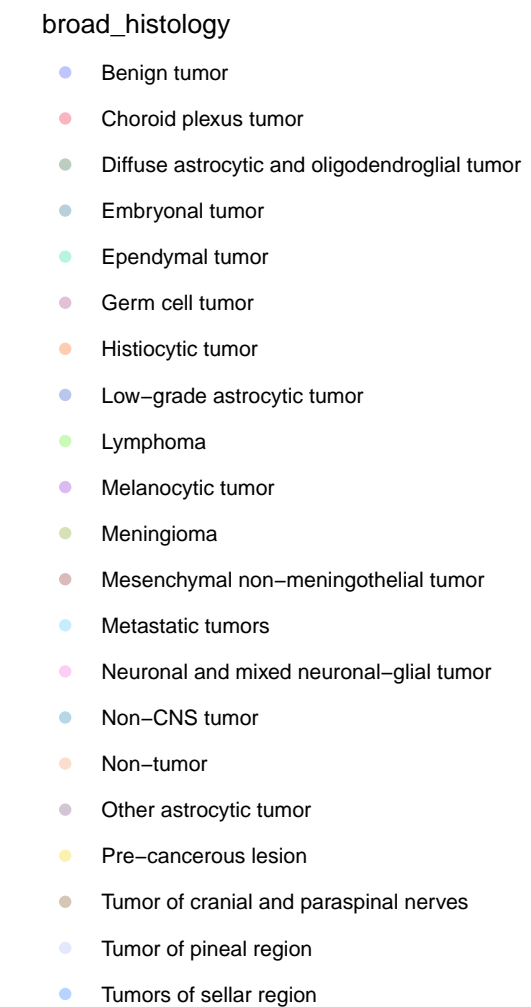 broad_histology
Benign tumor
Choroid plexus tumor
Diffuse astrocytic and oligodendroglial tumor
Embryonal tumor
Ependymal tumor
Germ cell tumor
Histiocytic tumor
Low−grade astrocytic tumor
Lymphoma
Melanocytic tumor
Meningioma
Mesenchymal non−meningothelial tumor
Metastatic tumors
Neuronal and mixed neuronal−glial tumor
Non−CNS tumor
Non−tumor
Other astrocytic tumor
Pre−cancerous lesion
Tumor of cranial and paraspinal nerves
Tumor of pineal region
Tumors of sellar region